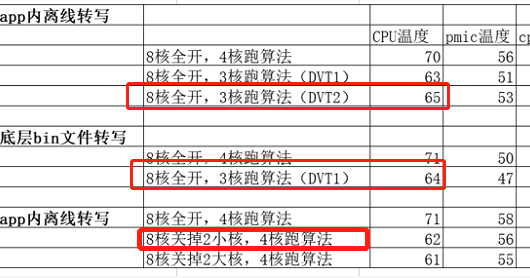 app内离线转写
CPU温度 pmic温度 cp
8核全开，4核跑算法 70 56
8核全开，3核跑算法（DVT1） 63 51
8核全开，3核跑算法（DVT2） 65 53
底层bin文件转写
8核全开，4核跑算法 71 50
8核全开，3核跑算法（DVT1） 64 47
app内离线转写 8核全开，4核跑算法 71 58
8核关掉2小核，4核跑算法 62 56
8核关掉2大核，4核跑算法 61 55